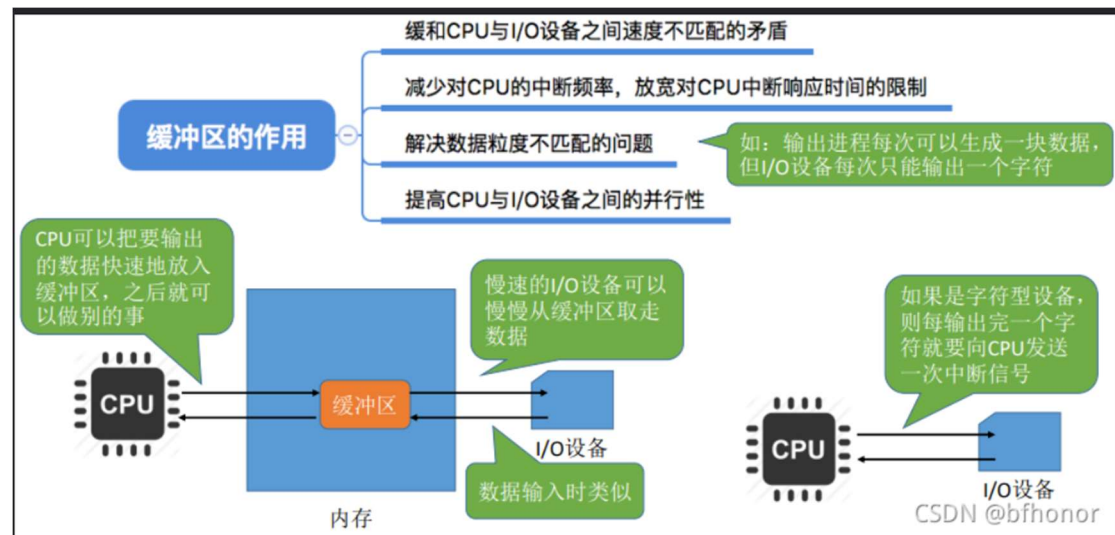 缓和CPU与I/O设备之间速度不匹配的矛盾
减少对CPU的中断频率，放宽对CPU中断响应时间的限制
缓冲区的作用
解决数据粒度不匹配的问题
如：输出进程每次可以生成一块数据，
但I/O设备每次只能输出一个字符
提高CPU与I/O设备之间的并行性
CPU可以把要输出
的数据快速地放入
缓冲区，之后就可
以做别的事
慢速的I/O设备可以
慢慢从缓冲区取走
数据
如果是字符型设备，
则每输出完一个字
符就要向CPU发送
一次中断信号
CPU
缓冲区
I/O设备
数据输入时类似
内存
CPU
I/O设备
CSDN @bfhonor